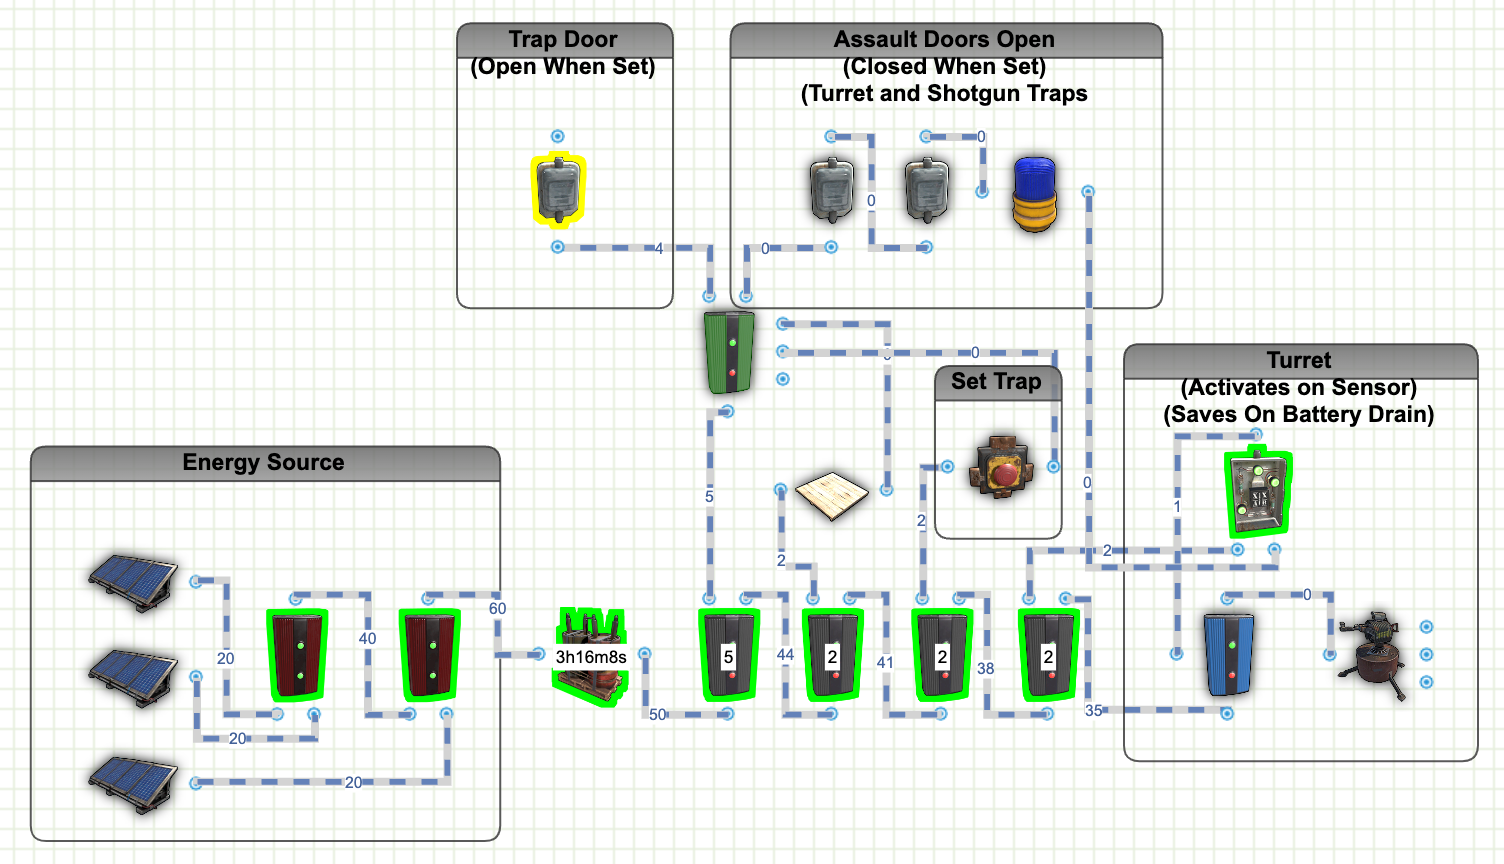 Trap Door
(Open When Set)
Assault Doors Open
(Closed When Set)
(Turret and Shotgun Traps
0
0
4
0
0
Set Trap
Turret
(Activates on Sensor)
(Saves On Battery Drain)
Energy Source
5
2
2
0
1
2
60
40
20
20
20
3h16m8s
50
5
44
2
41
2
38
2
35
0